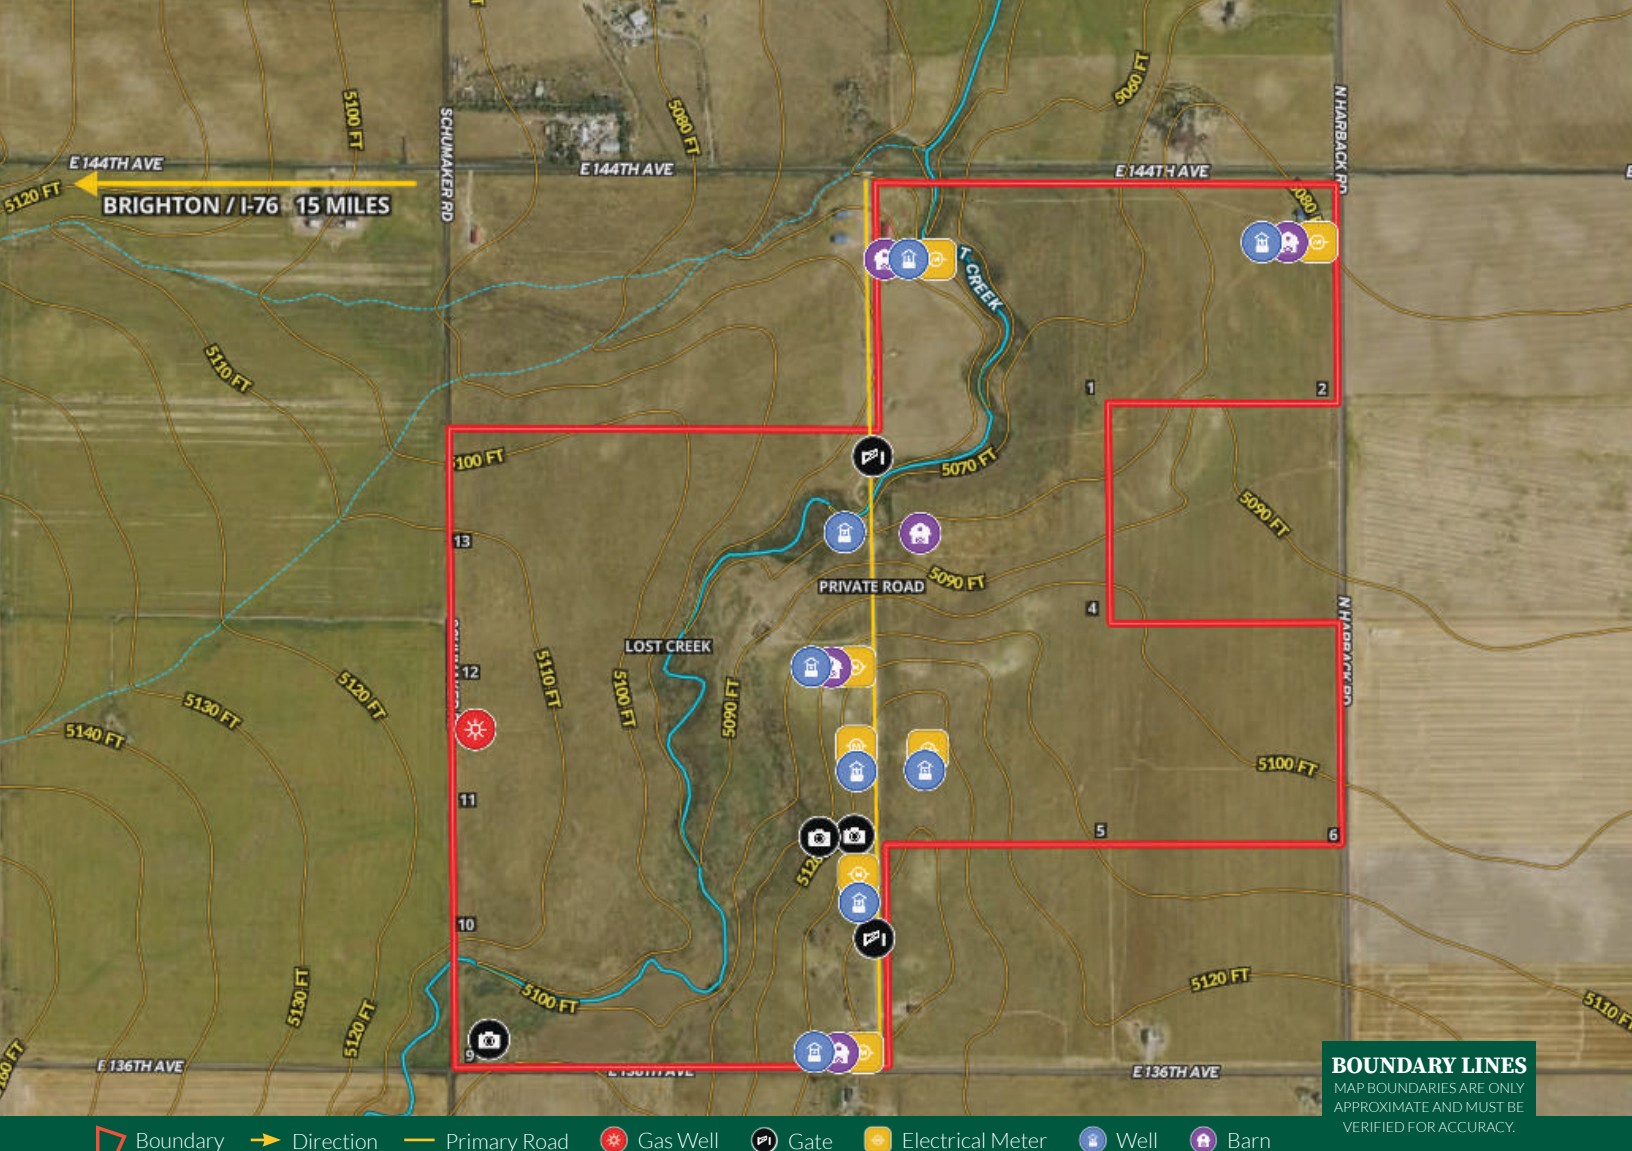 5100 FT
5080 FT
5060 FT
SCHUMAKER RD
N HARBACK RD
E 144TH AVE
E 144TH AVE
E 144TH AVE
5120 FT
BRIGHTON / I-76 15 MILES
T CREEK
5110 FT
1
2
5100 FT
5070 FT
5090 FT
13
PRIVATE ROAD
5090 FT
4
LOST CREEK
12
5110 FT
5100 FT
5090 FT
5120 FT
5130 FT
5140 FT
5100 FT
11
5
6
10
5130 FT
5120 FT
5100 FT
5120 FT
5110 FT
9
E 136TH AVE
E 136TH AVE
E 136TH AVE
BOUNDARY LINES
MAP BOUNDARIES ARE ONLY
APPROXIMATE AND MUST BE
VERIFIED FOR ACCURACY.
Boundary Direction Primary Road Gas Well Gate Electrical Meter Well Barn